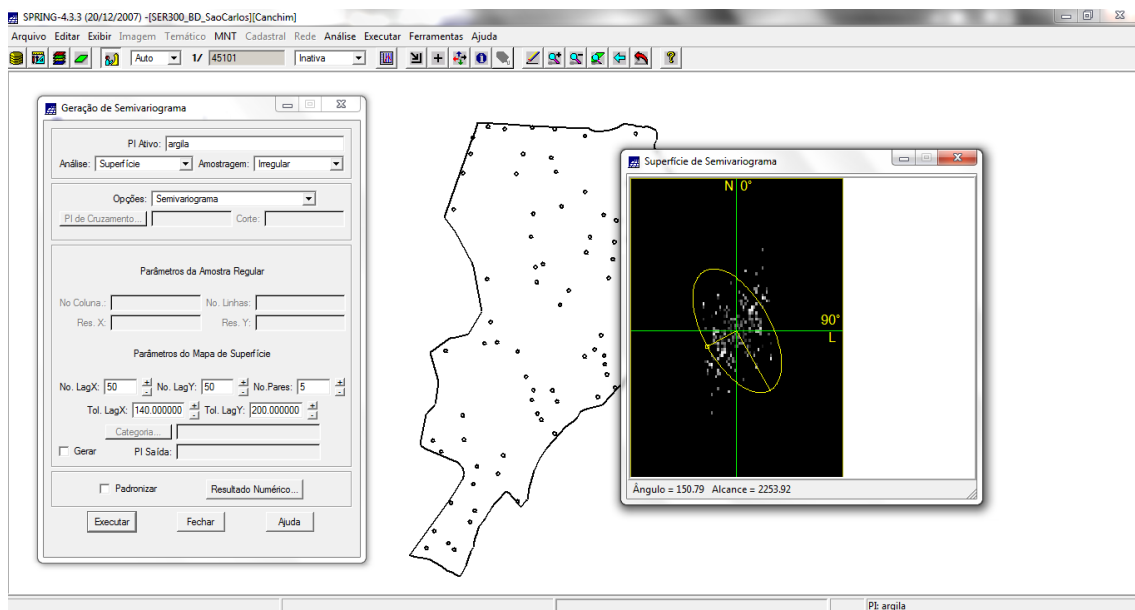 SPRING-4.3.3 (20/12/2007) -[SER300_BD_SaoCarlos][Canchim]
Arquivo Editar Exibir Imagem Temático MNT Cadastral Rede Análise Executar Ferramentas Ajuda
Auto 1/ 45101 Inativa
Geração de Semivariograma
PI Ativo: argila
Análise: Superfície Amostragem: Irregular
Opções: Semivariograma
PI de Cruzamento... Corte:
Parâmetros da Amostra Regular
No Coluna.: No. Linhas:
Res. X: Res. Y:
Parâmetros do Mapa de Superfície
No. LagX: 50 No. LagY: 50 No.Pares: 5
Tol. LagX: 140.000000 Tol. LagY: 200.000000
Categoria...
Gerar PI Saída:
Padronizar Resultado Numérico...
Executar Fechar Ajuda
Superfície de Semivariograma
N 0°
90°
L
Ângulo = 150.79 Alcance = 2253.92
PI: argila